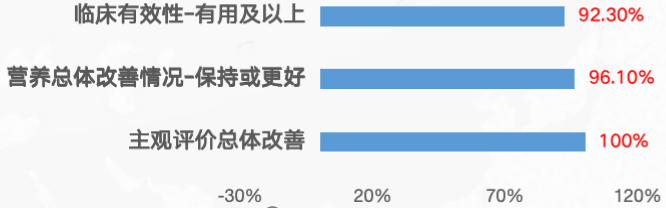 临床有效性-有用及以上 92.30%
营养总体改善情况-保持或更好 96.10%
主观评价总体改善 100%
-30% 20% 70% 120%